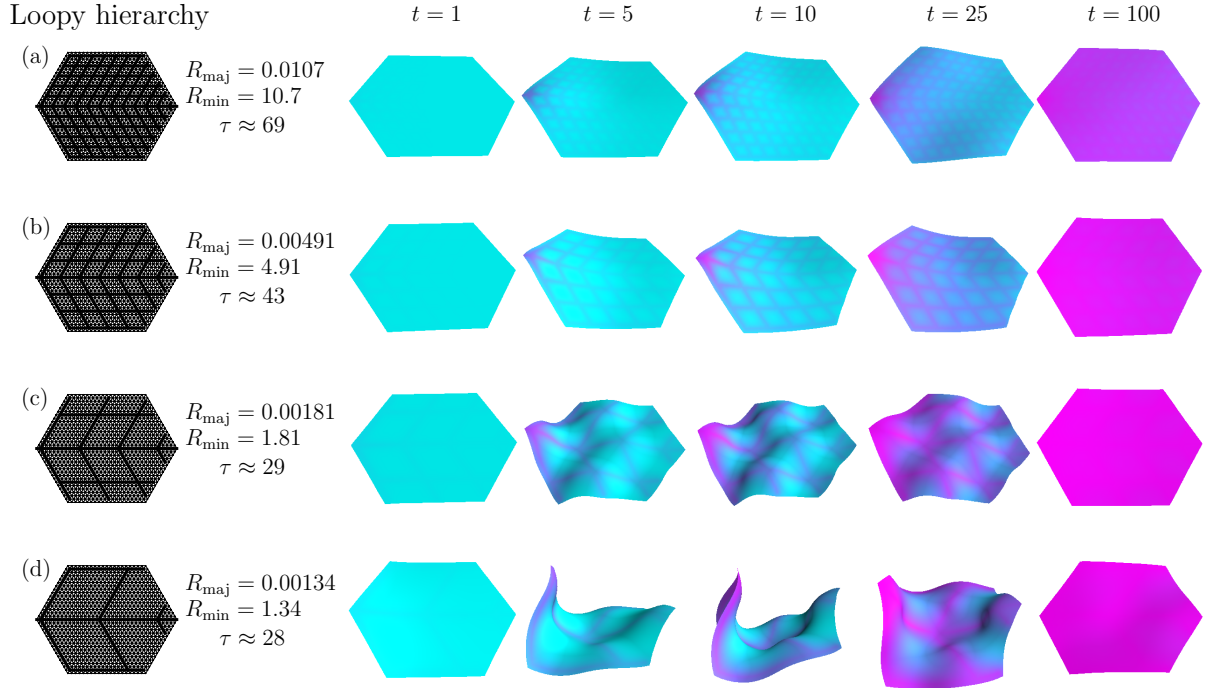 Loopy hierarchy
t = 1
t = 5
t = 10
t = 25
t = 100
(a)
R_maj = 0.0107
R_min = 10.7
τ ≈ 69
(b)
R_maj = 0.00491
R_min = 4.91
τ ≈ 43
(c)
R_maj = 0.00181
R_min = 1.81
τ ≈ 29
(d)
R_maj = 0.00134
R_min = 1.34
τ ≈ 28